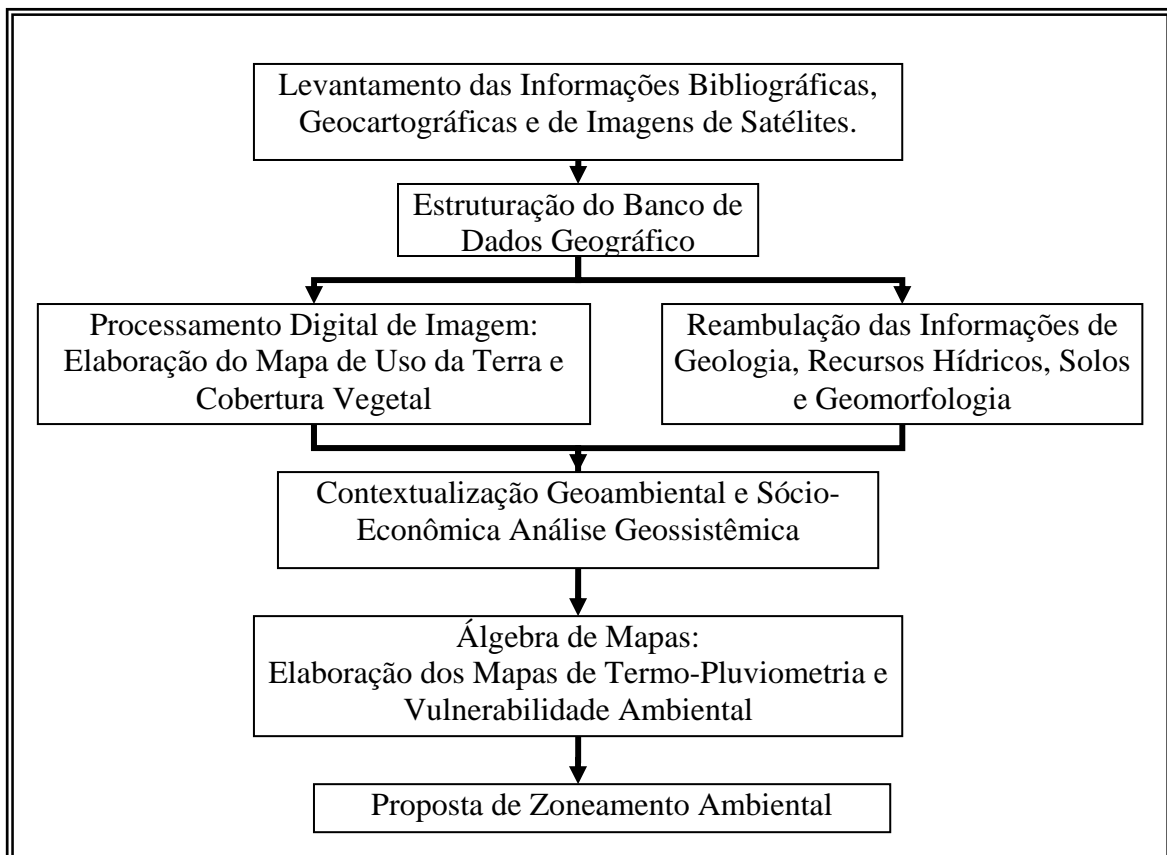 Levantamento das Informações Bibliográficas,
Geocartográficas e de Imagens de Satélites.
Estruturação do Banco de
Dados Geográfico
Processamento Digital de Imagem:
Elaboração do Mapa de Uso da Terra e
Cobertura Vegetal
Reambulação das Informações de
Geologia, Recursos Hídricos, Solos
e Geomorfologia
Contextualização Geoambiental e Sócio-
Econômica Análise Geossistêmica
Álgebra de Mapas:
Elaboração dos Mapas de Termo-Pluviometria e
Vulnerabilidade Ambiental
Proposta de Zoneamento Ambiental